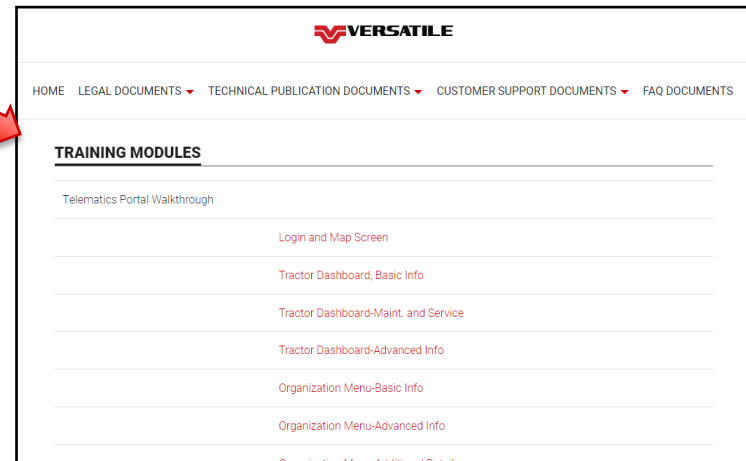 VERSATILE
HOME LEGAL DOCUMENTS TECHNICAL PUBLICATION DOCUMENTS CUSTOMER SUPPORT DOCUMENTS FAQ DOCUMENTS
TRAINING MODULES
Telematics Portal Walkthrough
Login and Map Screen
Tractor Dashboard, Basic Info
Tractor Dashboard-Maint. and Service
Tractor Dashboard-Advanced Info
Organization Menu-Basic Info
Organization Menu-Advanced Info